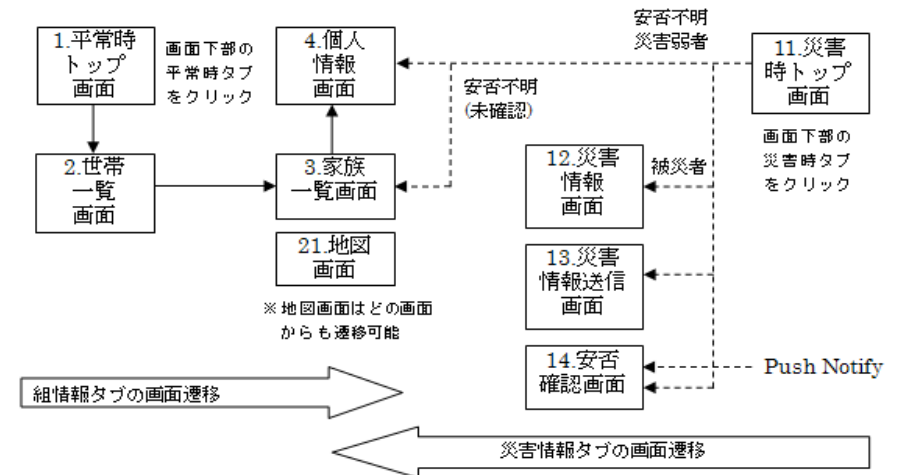 1.平常時
トップ
画面
画面下部の
平常時タブ
をクリック
4.個人
情報
画面
安否不明
災害弱者
11.災害
時トップ
画面
安否不明
(未確認)
画面下部の
災害時タブ
をクリック
2.世帯
一覧
画面
3.家族
一覧画面
12.災害
情報
画面
被災者
21.地図
画面
※地図画面はどの画面
からも遷移可能
13.災害
情報送信
画面
14.安否
確認画面
Push Notify
組情報タブの画面遷移
災害情報タブの画面遷移